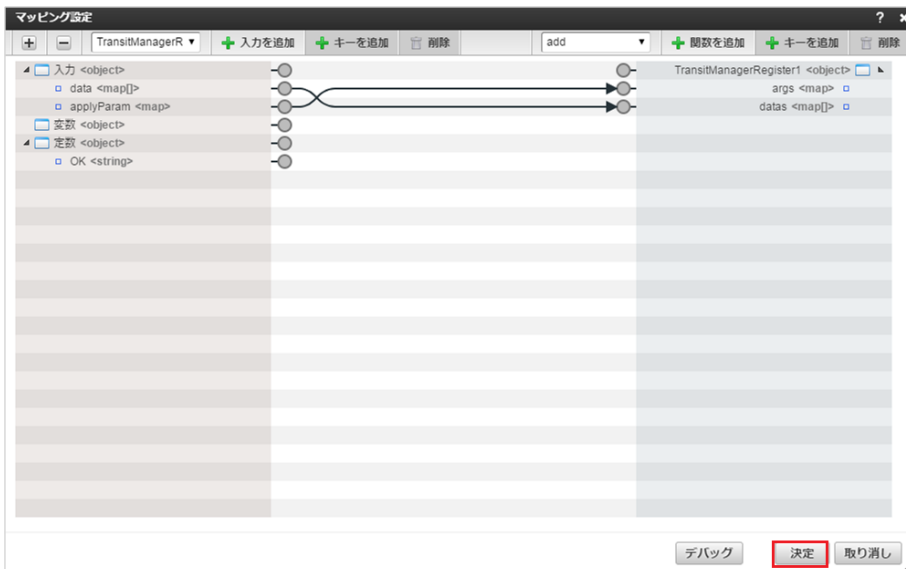 マッピング設定 ? ×
TransitManagerR ▼ 入力を追加 キーを追加 削除 add ▼ 関数を追加 キーを追加 削除
入力 <object> TransitManagerRegister1 <object>
data <map[]> args <map>
applyParam <map> datas <map[]>
変数 <object>
定数 <object>
OK <string>
デバッグ 決定 取り消し